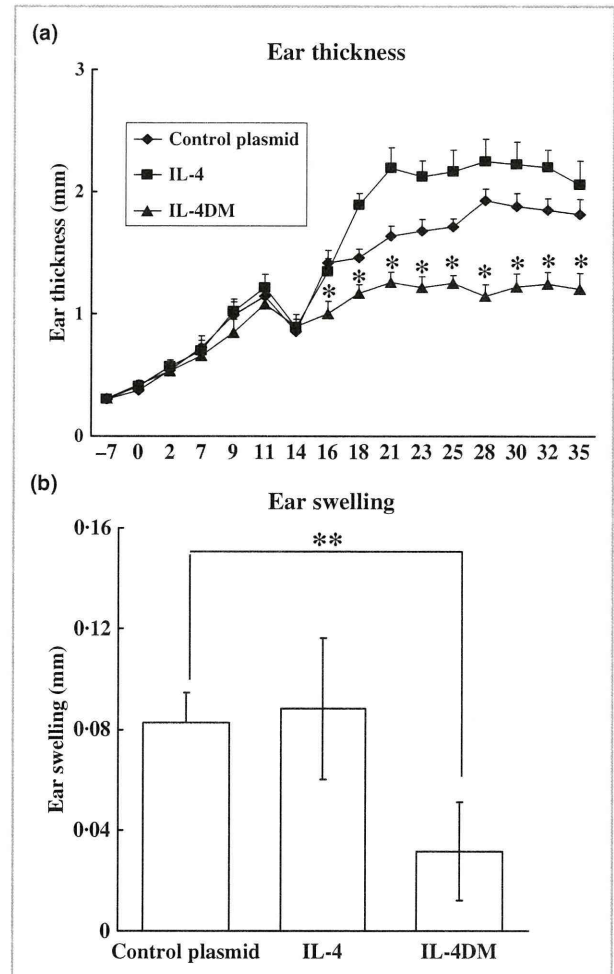 (a)
Ear thickness
3
2
1
0
Ear thickness (mm)
Control plasmid
IL-4
IL-4DM
* * * * * * * * *
–7 0 2 7 9 11 14 16 18 21 23 25 28 30 32 35
(b)
Ear swelling
0·16
0·12
0·08
0·04
0
Ear swelling (mm)
**
Control plasmid IL-4 IL-4DM